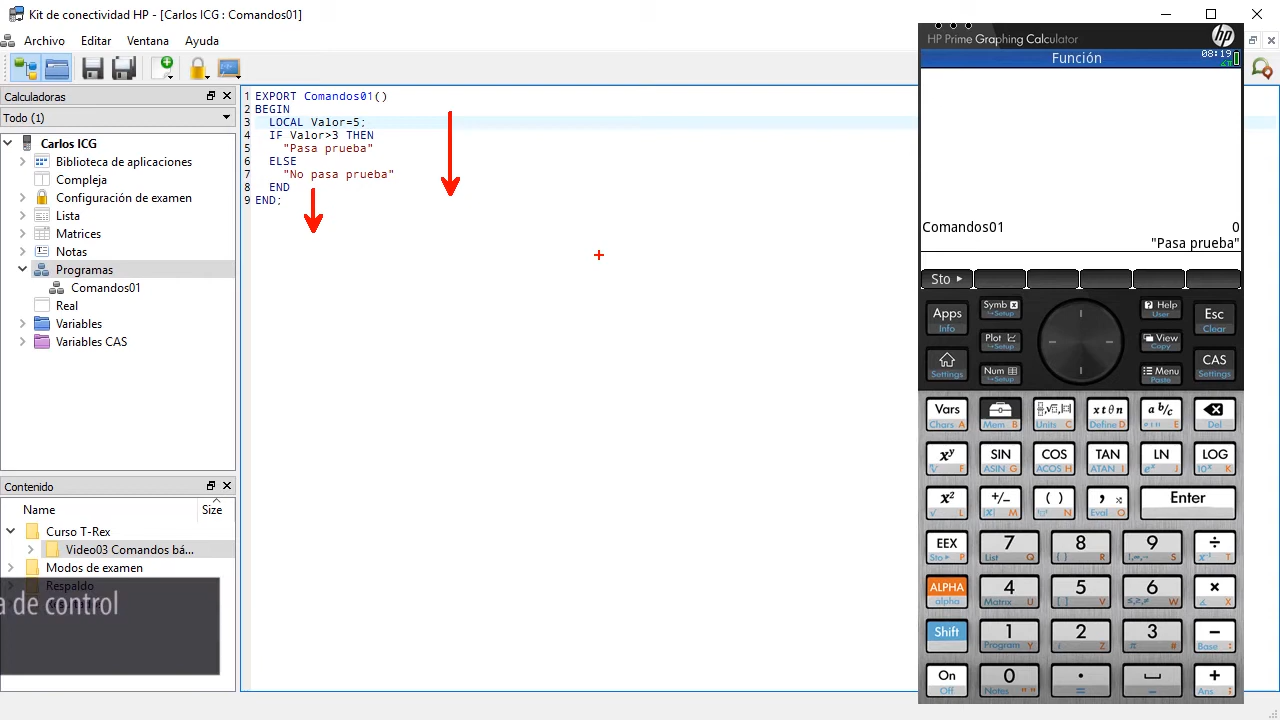 Kit de conectividad HP - [Carlos ICG : Comandos01]
Archivo Editar Ventana Ayuda
Calculadoras
Todo (1)
Carlos ICG
Biblioteca de aplicaciones
Compleja
Configuración de examen
Lista
Matrices
Notas
Programas
Comandos01
Real
Variables
Variables CAS
Contenido
Name Size
Curso T-Rex
Video03 Comandos bá...
Modos de examen
Respaldo
a de control
1 EXPORT Comandos01()
2 BEGIN
3 LOCAL Valor=5;
4 IF Valor>3 THEN
5 "Pasa prueba"
6 ELSE
7 "No pasa prueba"
8 END
9 END;
HP Prime Graphing Calculator hp
Función 08:19
Comandos01 0
"Pasa prueba"
Sto ►
Apps Info
Symb Setup
Help User
Esc Clear
Plot Setup
View Copy
Settings
Num Setup
Menu Paste
CAS Settings
Vars Chars A
Mem B
Units C
x t θ n Define D
a b/c E
Del
x^y F
SIN ASIN G
COS ACOS H
TAN ATAN I
LN e^x J
LOG 10^x K
x² √ L
+/- |x| M
( ) N
, Eval O
Enter
EEX Sto ► P
7 List Q
8 { } R
9 S
÷ x⁻¹ T
ALPHA alpha
4 Matrix U
5 [ ] V
6 ≤,≥,≠ W
× ∡ X
Shift
1 Program Y
2 Z
3 #
− Base :
On Off
0 Notes " "
. =
_
+ Ans ;